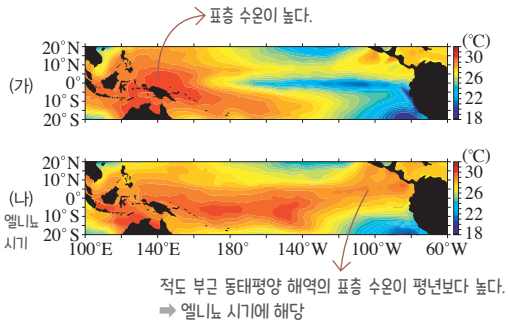 표층 수온이 높다.
(℃)
20°N
10°N
0°
10°S
20°S
(가)
30
26
22
18
(℃)
20°N
10°N
0°
10°S
20°S
(나)
엘니뇨
시기
30
26
22
18
100°E 140°E 180° 140°W 100°W 60°W
적도 부근 동태평양 해역의 표층 수온이 평년보다 높다.
➡ 엘니뇨 시기에 해당